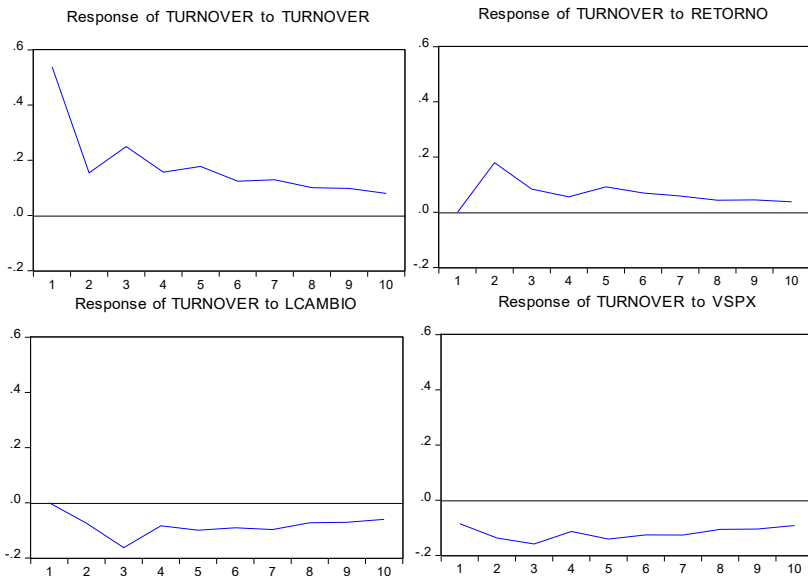 Response of TURNOVER to TURNOVER
.6
.4
.2
.0
-.2
1 2 3 4 5 6 7 8 9 10
Response of TURNOVER to RETORNO
.6
.4
.2
.0
-.2
1 2 3 4 5 6 7 8 9 10
Response of TURNOVER to LCAMBIO
.6
.4
.2
.0
-.2
1 2 3 4 5 6 7 8 9 10
Response of TURNOVER to VSPX
.6
.4
.2
.0
-.2
1 2 3 4 5 6 7 8 9 10